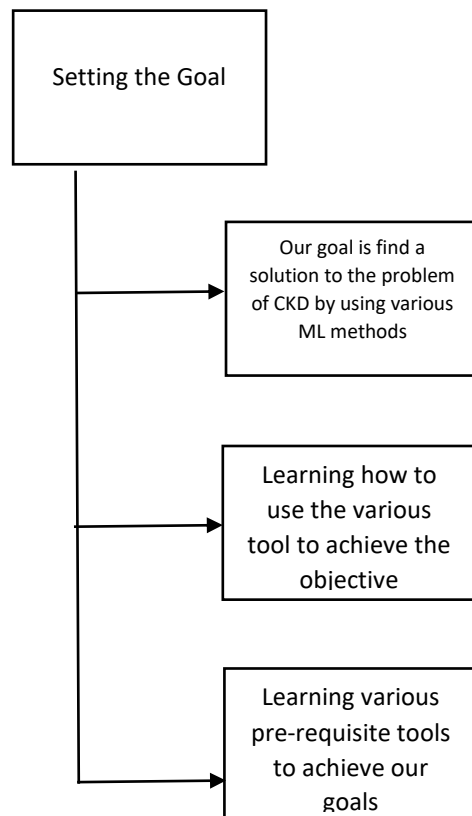 Setting the Goal
Our goal is find a
solution to the problem
of CKD by using various
ML methods
Learning how to
use the various
tool to achieve the
objective
Learning various
pre-requisite tools
to achieve our
goals